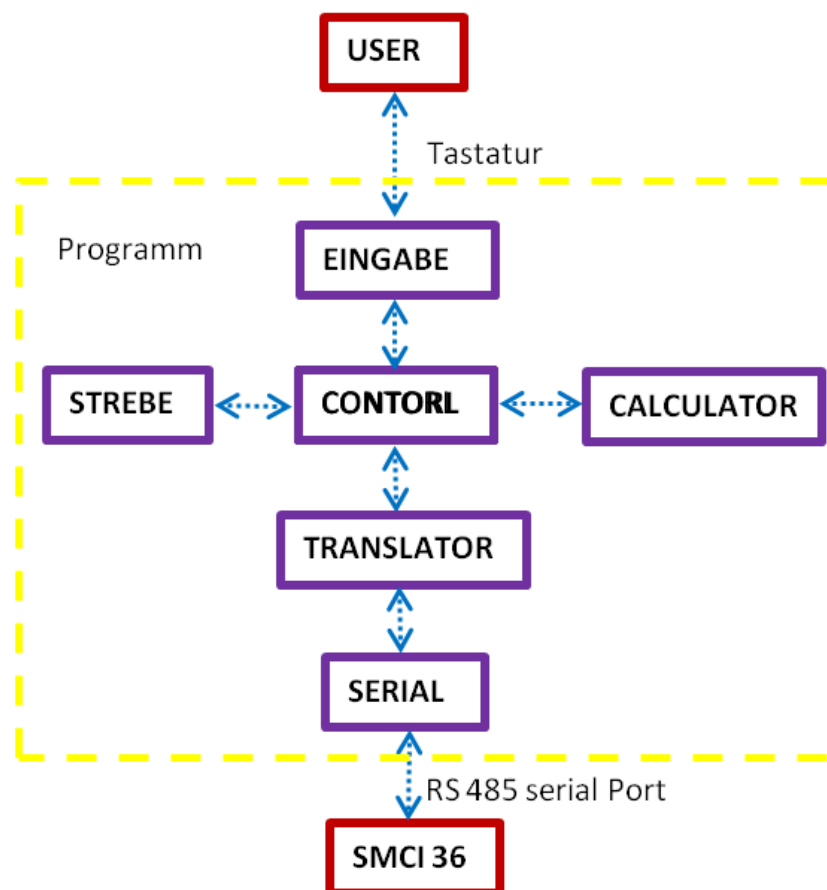 USER
Tastatur
Programm
EINGABE
STREBE
CONTORL
CALCULATOR
TRANSLATOR
SERIAL
RS 485 serial Port
SMCI 36